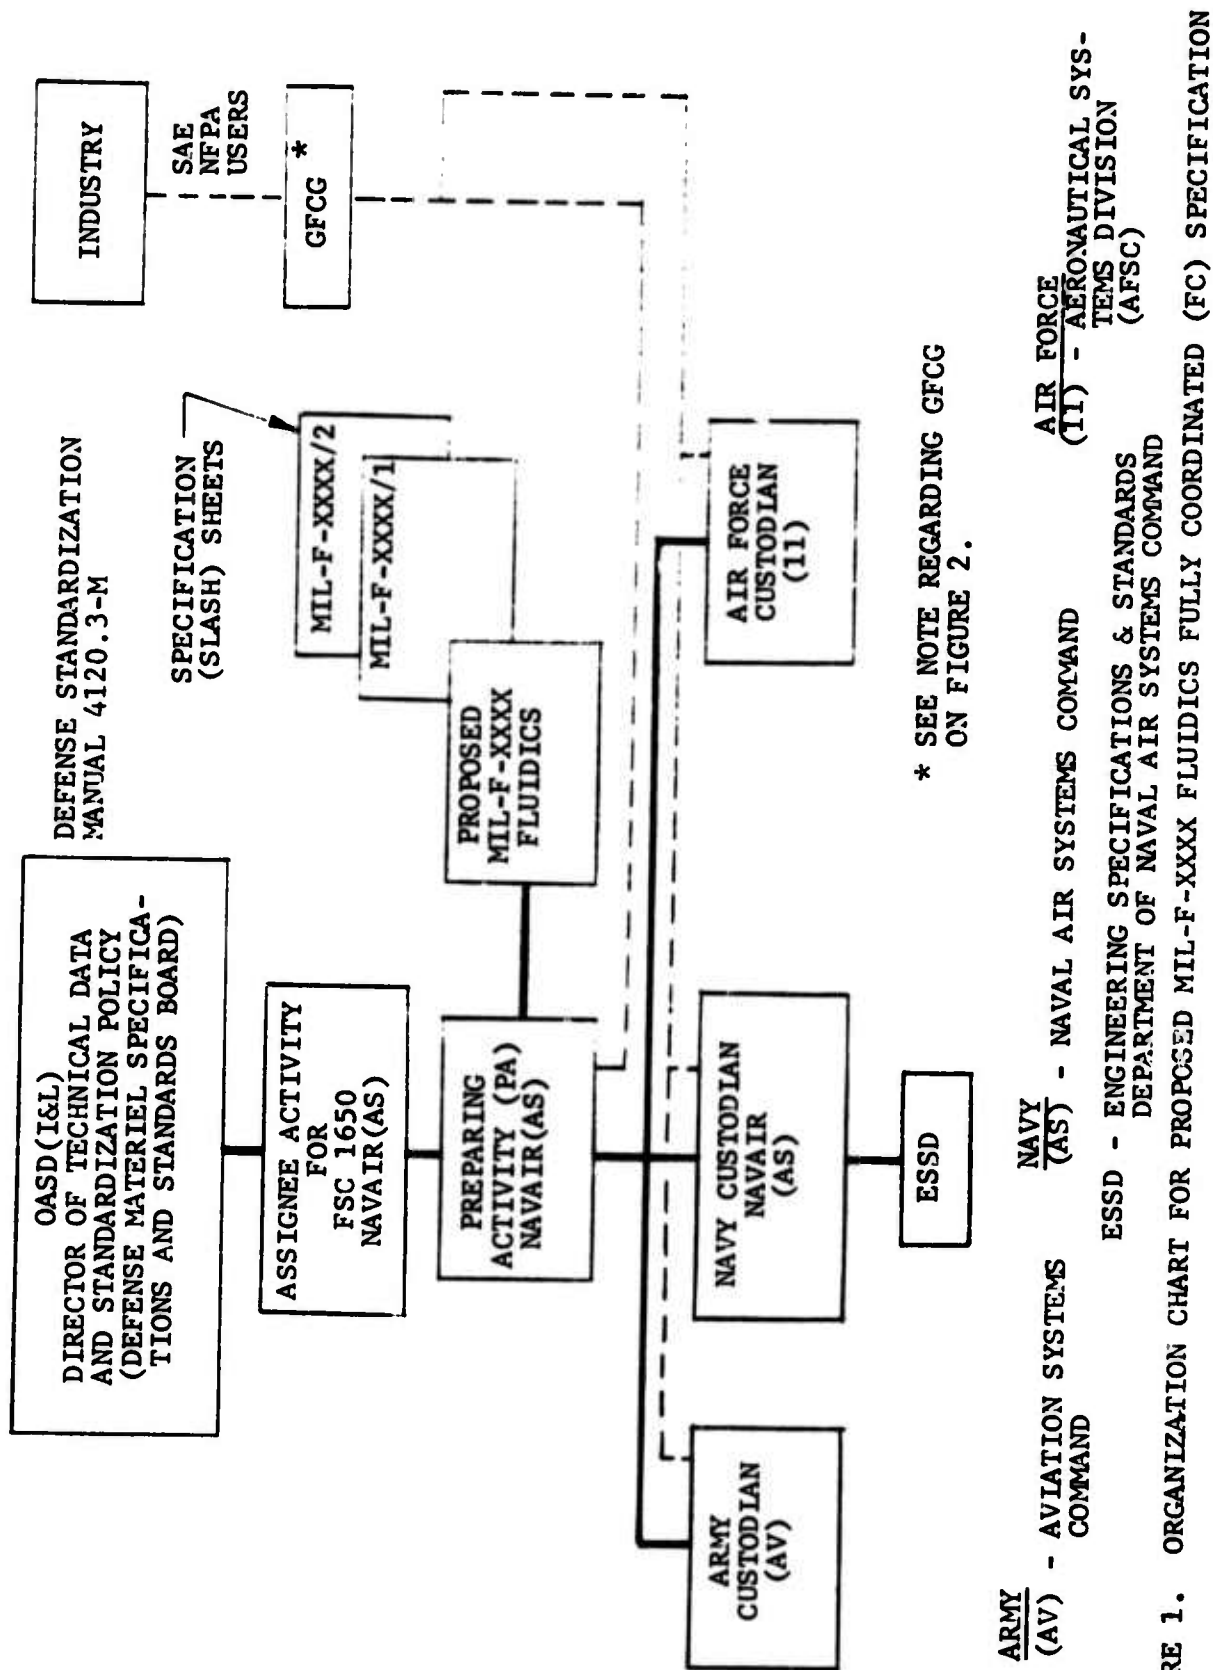 OASD(I&L)
DIRECTOR OF TECHNICAL DATA
AND STANDARDIZATION POLICY
(DEFENSE MATERIEL SPECIFICA-
TIONS AND STANDARDS BOARD)
DEFENSE STANDARDIZATION
MANUAL 4120.3-M
INDUSTRY
SAE
NFPA
USERS
GFCG *
SPECIFICATION
(SLASH) SHEETS
MIL-F-XXXX/2
MIL-F-XXXX/1
PROPOSED
MIL-F-XXXX
FLUIDICS
ASSIGNEE ACTIVITY
FOR
FSC 1650
NAVAIR(AS)
PREPARING
ACTIVITY (PA)
NAVAIR(AS)
ARMY
CUSTODIAN
(AV)
NAVY CUSTODIAN
NAVAIR
(AS)
AIR FORCE
CUSTODIAN
(11)
ESSD
* SEE NOTE REGARDING GFCG
ON FIGURE 2.
ARMY
(AV) - AVIATION SYSTEMS
COMMAND
NAVY
(AS) - NAVAL AIR SYSTEMS COMMAND
AIR FORCE
(11) - AERONAUTICAL SYS-
TEMS DIVISION
(AFSC)
ESSD - ENGINEERING SPECIFICATIONS & STANDARDS
DEPARTMENT OF NAVAL AIR SYSTEMS COMMAND
RE 1. ORGANIZATION CHART FOR PROPOSED MIL-F-XXXX FLUIDICS FULLY COORDINATED (FC) SPECIFICATION